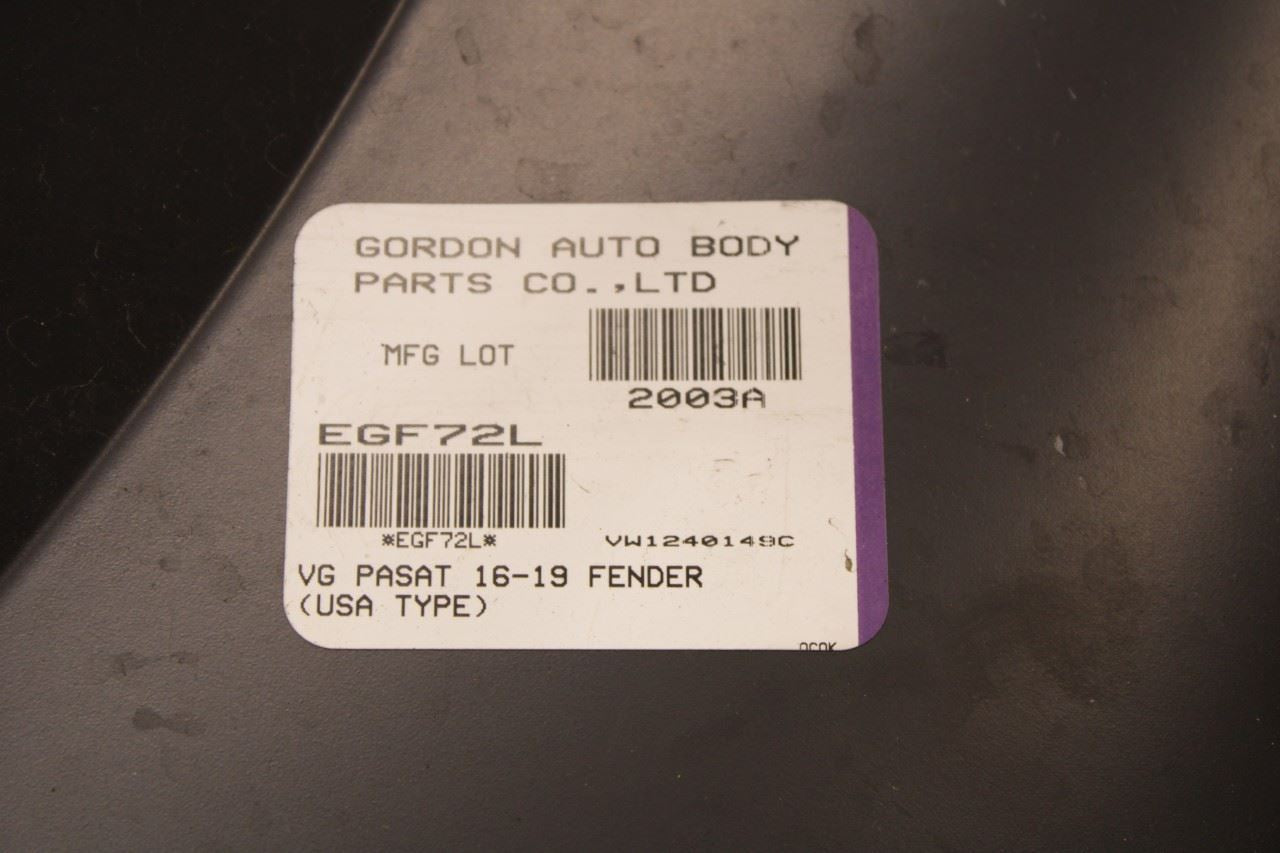 GORDON AUTO BODY
PARTS CO.,LTD
MFG LOT
2003A
EGF72L
*EGF72L*
VW1240149C
VG PASAT 16-19 FENDER
(USA TYPE)